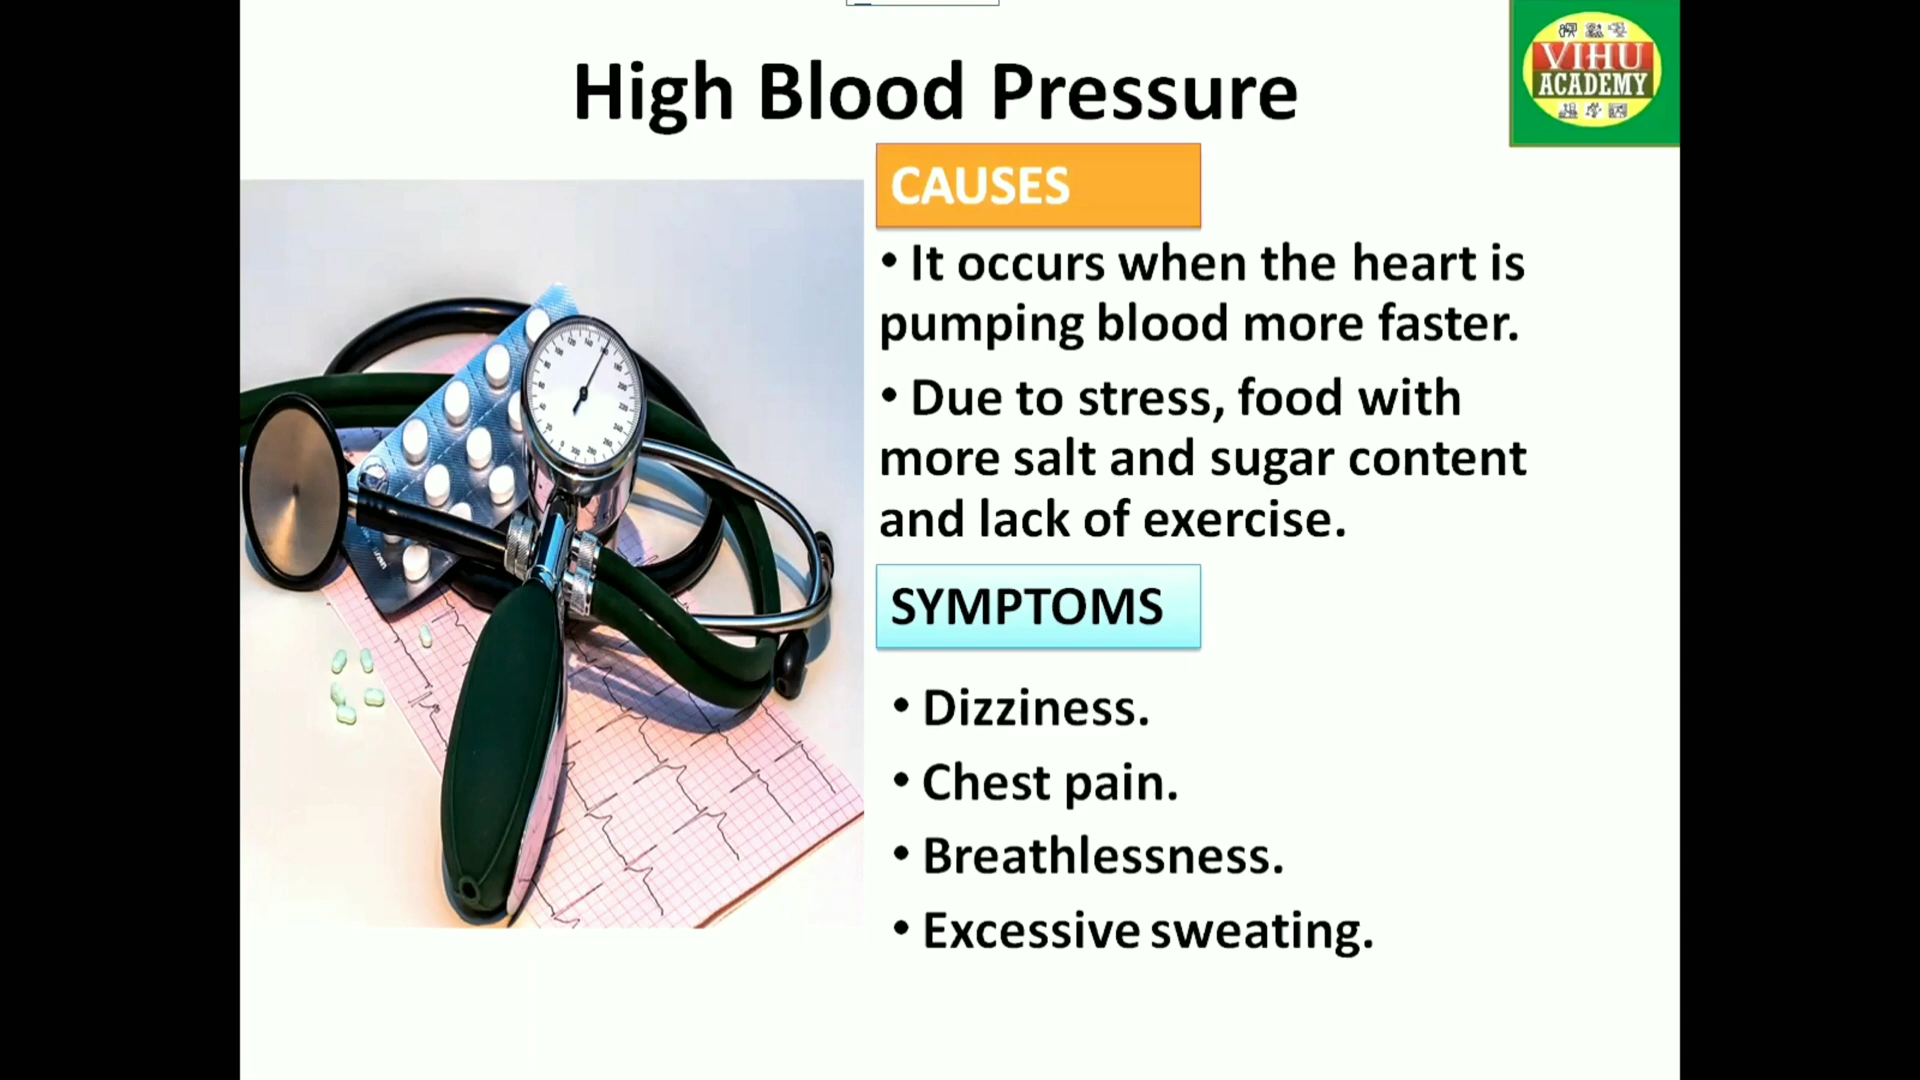 High Blood Pressure
VIHU
ACADEMY
CAUSES
• It occurs when the heart is
pumping blood more faster.
• Due to stress, food with
more salt and sugar content
and lack of exercise.
SYMPTOMS
• Dizziness.
• Chest pain.
• Breathlessness.
• Excessive sweating.